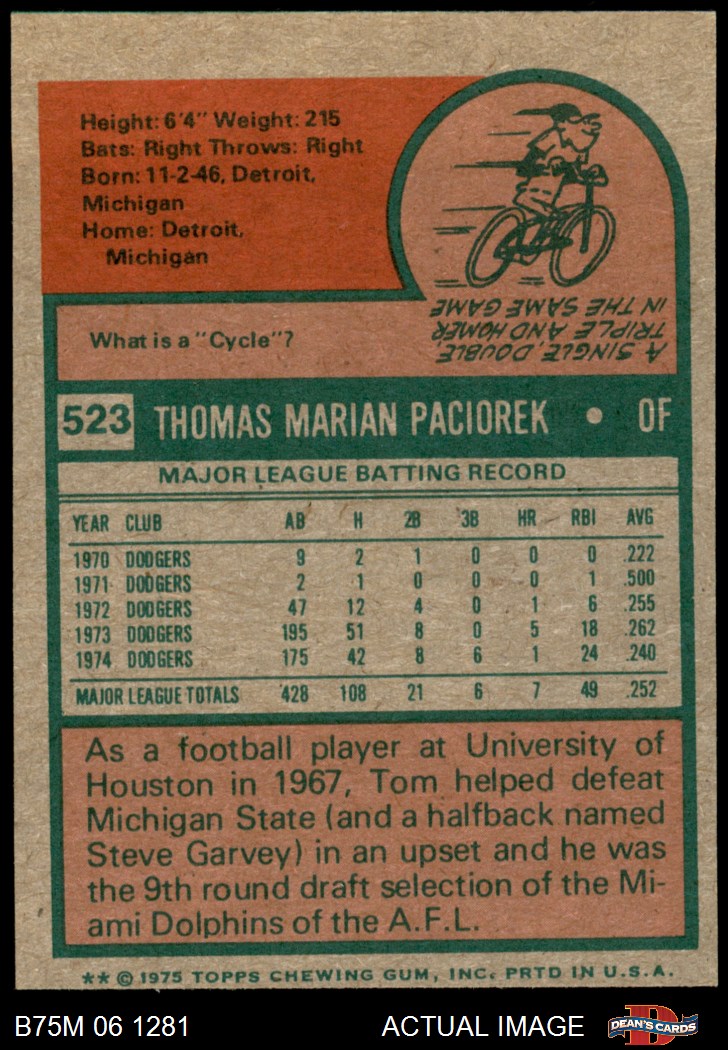 Height: 6'4" Weight: 215
Bats: Right Throws: Right
Born: 11-2-46, Detroit,
Michigan
Home: Detroit,
Michigan
What is a "Cycle"?
A SINGLE, DOUBLE,
TRIPLE AND HOMER
IN THE SAME GAME
523 THOMAS MARIAN PACIOREK • OF
MAJOR LEAGUE BATTING RECORD
YEAR CLUB AB H 2B 3B HR RBI AVG
1970 DODGERS 9 2 1 0 0 0 .222
1971 DODGERS 2 1 0 0 0 1 .500
1972 DODGERS 47 12 4 0 1 6 .255
1973 DODGERS 195 51 8 0 5 18 .262
1974 DODGERS 175 42 8 6 1 24 .240
MAJOR LEAGUE TOTALS 428 108 21 6 7 49 .252
As a football player at University of
Houston in 1967, Tom helped defeat
Michigan State (and a halfback named
Steve Garvey) in an upset and he was
the 9th round draft selection of the Mi-
ami Dolphins of the A.F.L.
** © 1975 TOPPS CHEWING GUM, INC. PRTD IN U.S.A.
B75M 06 1281 ACTUAL IMAGE DEAN'S CARDS